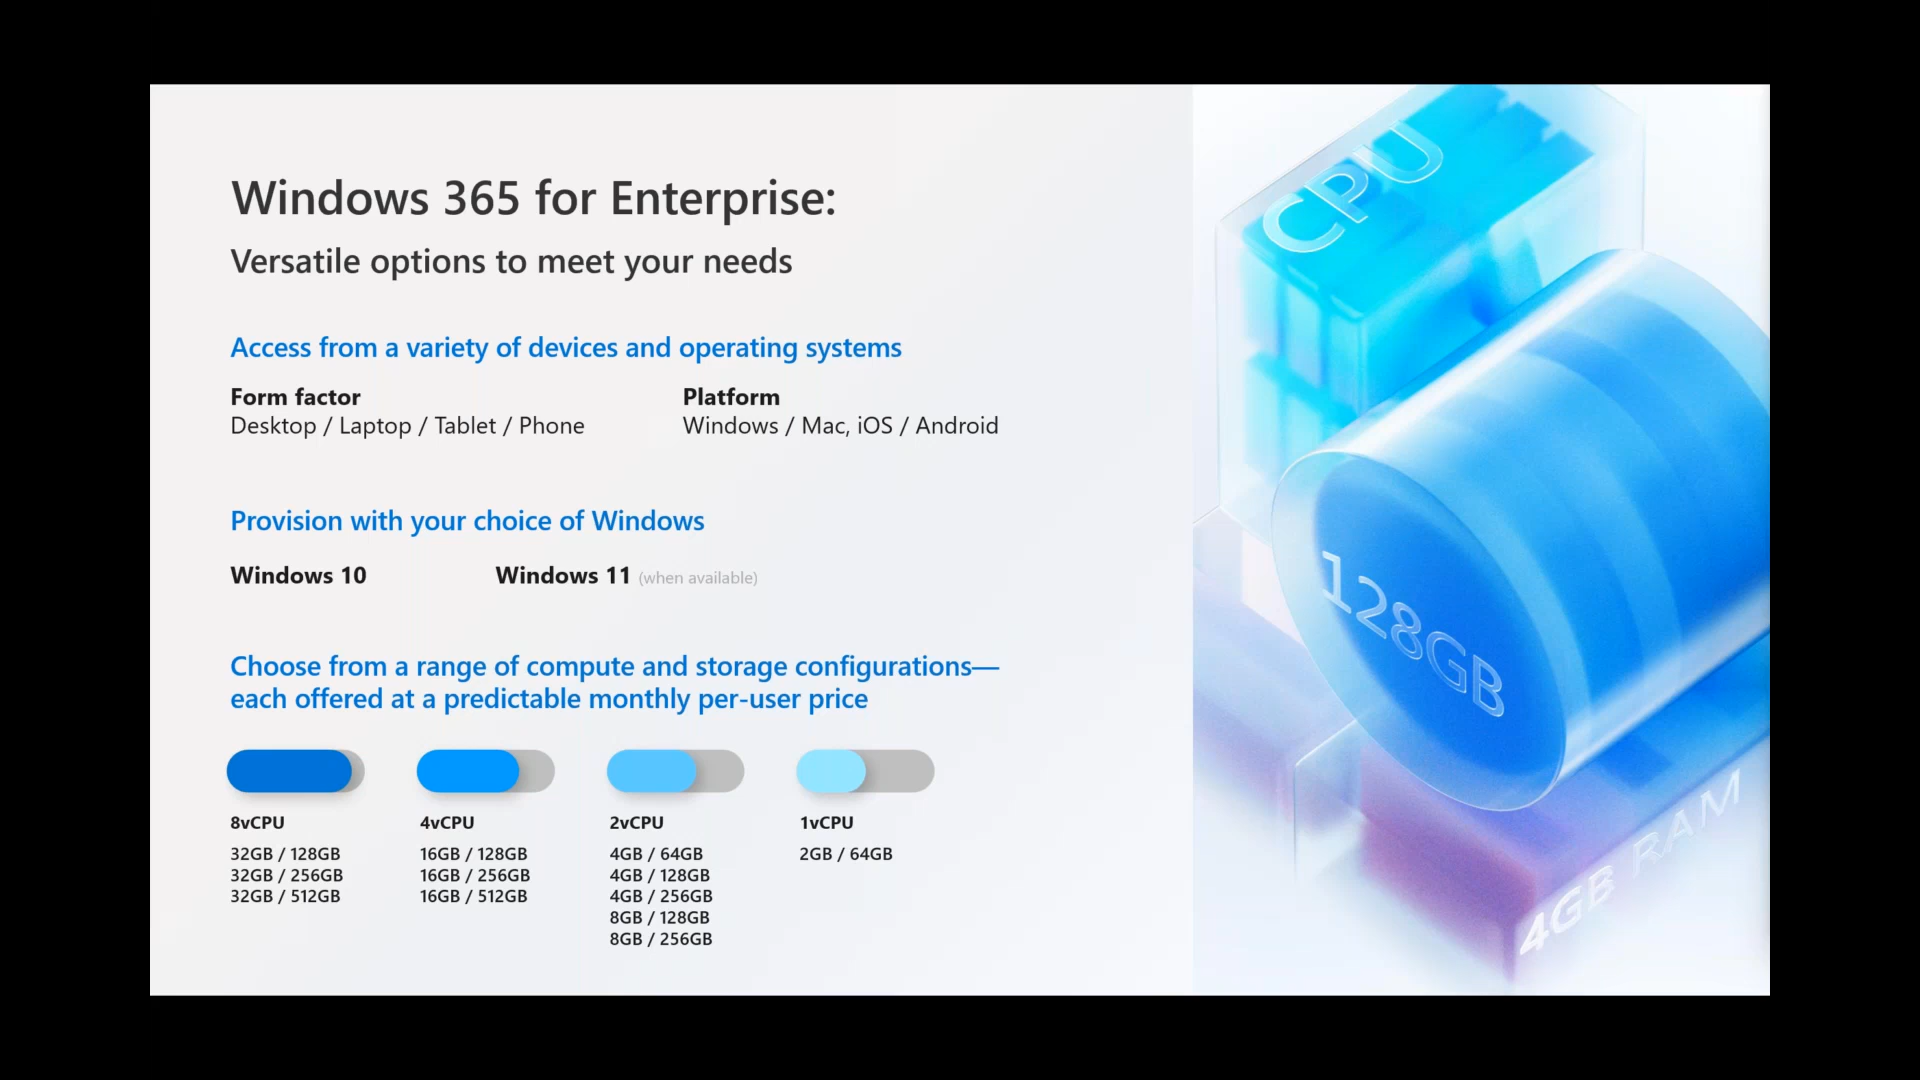 Windows 365 for Enterprise:
Versatile options to meet your needs
Access from a variety of devices and operating systems
Form factor
Desktop / Laptop / Tablet / Phone
Platform
Windows / Mac, iOS / Android
Provision with your choice of Windows
Windows 10
Windows 11 (when available)
Choose from a range of compute and storage configurations—
each offered at a predictable monthly per-user price
8vCPU
32GB / 128GB
32GB / 256GB
32GB / 512GB
4vCPU
16GB / 128GB
16GB / 256GB
16GB / 512GB
2vCPU
4GB / 64GB
4GB / 128GB
4GB / 256GB
8GB / 128GB
8GB / 256GB
1vCPU
2GB / 64GB
CPU
128GB
4GB RAM